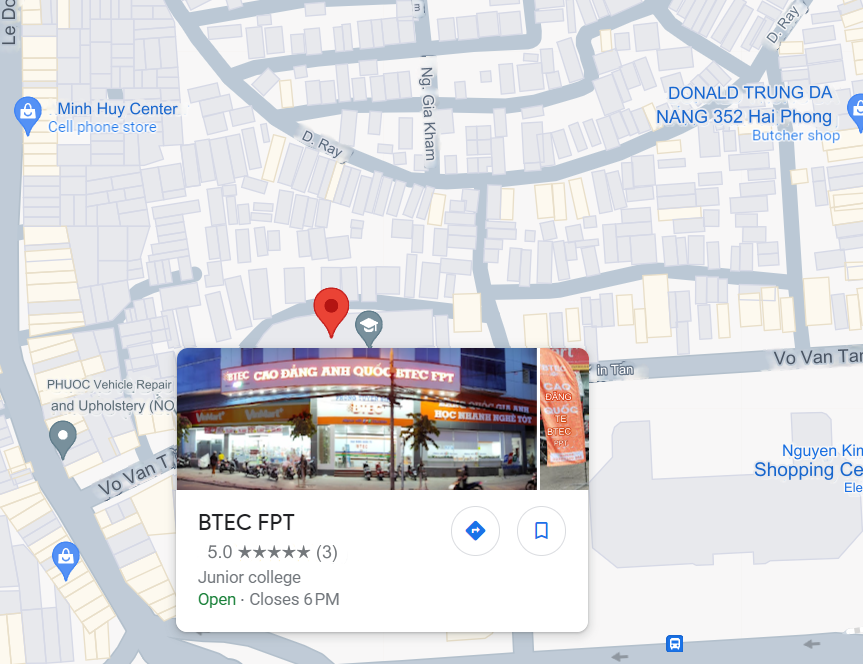 Le Do
Ng. Gia Kham
D. Ray
D. Ray
Minh Huy Center
Cell phone store
DONALD TRUNG DA
NANG 352 Hai Phong
Butcher shop
PHUOC Vehicle Repair
and Upholstery (NO
Vo Van T
in Tan
Vo Van Tan
Nguyen Kim
Shopping Ce
Ele
BTEC CAO ĐẲNG ANH QUỐC BTEC FPT
VinMart
BTEC
HỌC NHANH NGHỀ TỐT
CAO
ĐẲNG
QUỐC
TẾ
BTEC
FPT
BTEC FPT
5.0 ★★★★★ (3)
Junior college
Open · Closes 6 PM